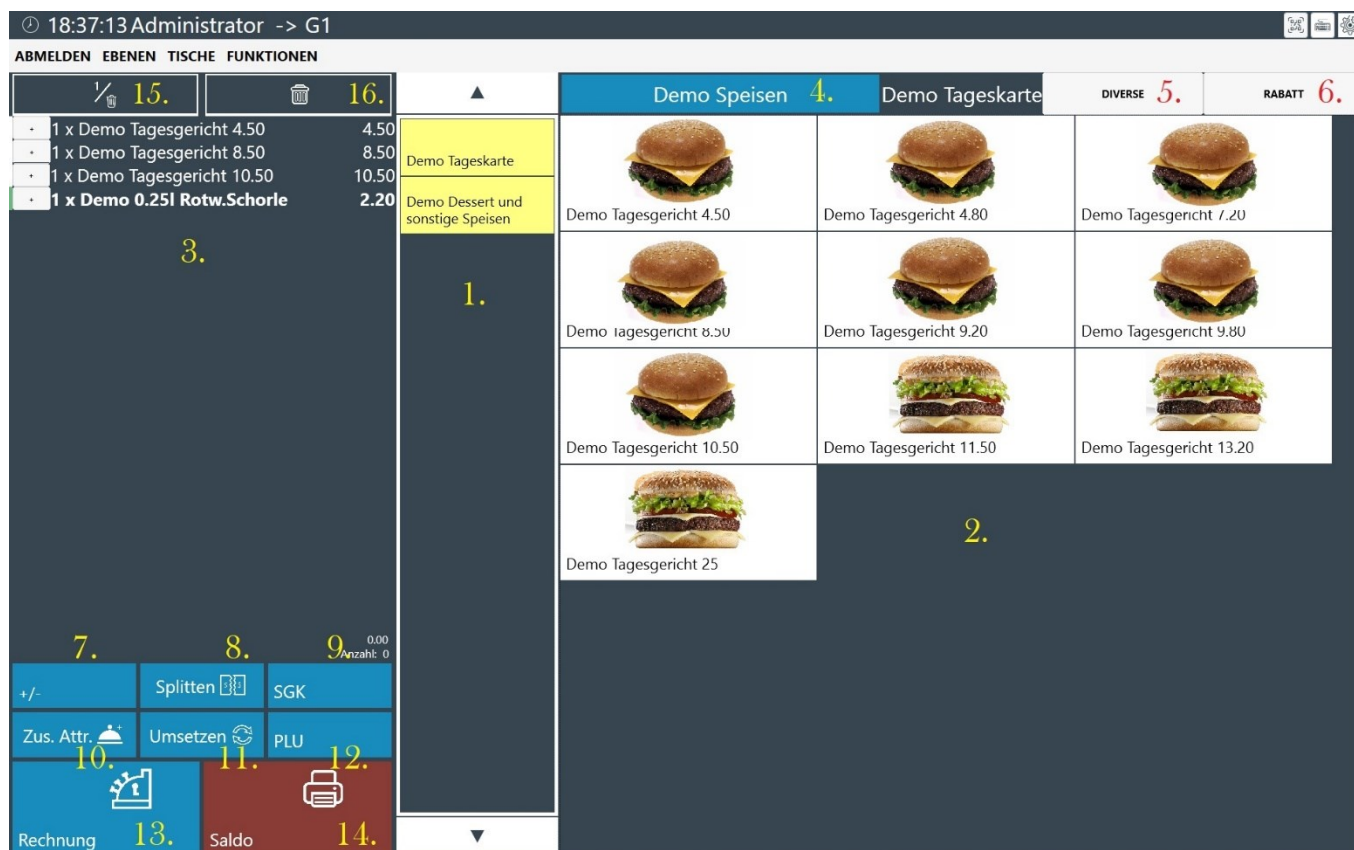 18:37:13 Administrator -> G1
ABMELDEN EBENEN TISCHE FUNKTIONEN
1/ 15.
16.
▲
Demo Speisen 4.
Demo Tageskarte
DIVERSE 5.
RABATT 6.
+ 1 x Demo Tagesgericht 4.50 4.50
+ 1 x Demo Tagesgericht 8.50 8.50
+ 1 x Demo Tagesgericht 10.50 10.50
+ 1 x Demo 0.25l Rotw.Schorle 2.20
3.
Demo Tageskarte
Demo Dessert und
sonstige Speisen
1.
Demo Tagesgericht 4.50
Demo Tagesgericht 4.80
Demo Tagesgericht 7.20
Demo Tagesgericht 8.50
Demo Tagesgericht 9.20
Demo Tagesgericht 9.80
Demo Tagesgericht 10.50
Demo Tagesgericht 11.50
Demo Tagesgericht 13.20
Demo Tagesgericht 25
2.
7.
8.
9.
0.00
Anzahl: 0
+/-
Splitten
SGK
Zus. Attr.
Umsetzen
PLU
10.
11.
12.
Rechnung 13.
Saldo 14.
▼